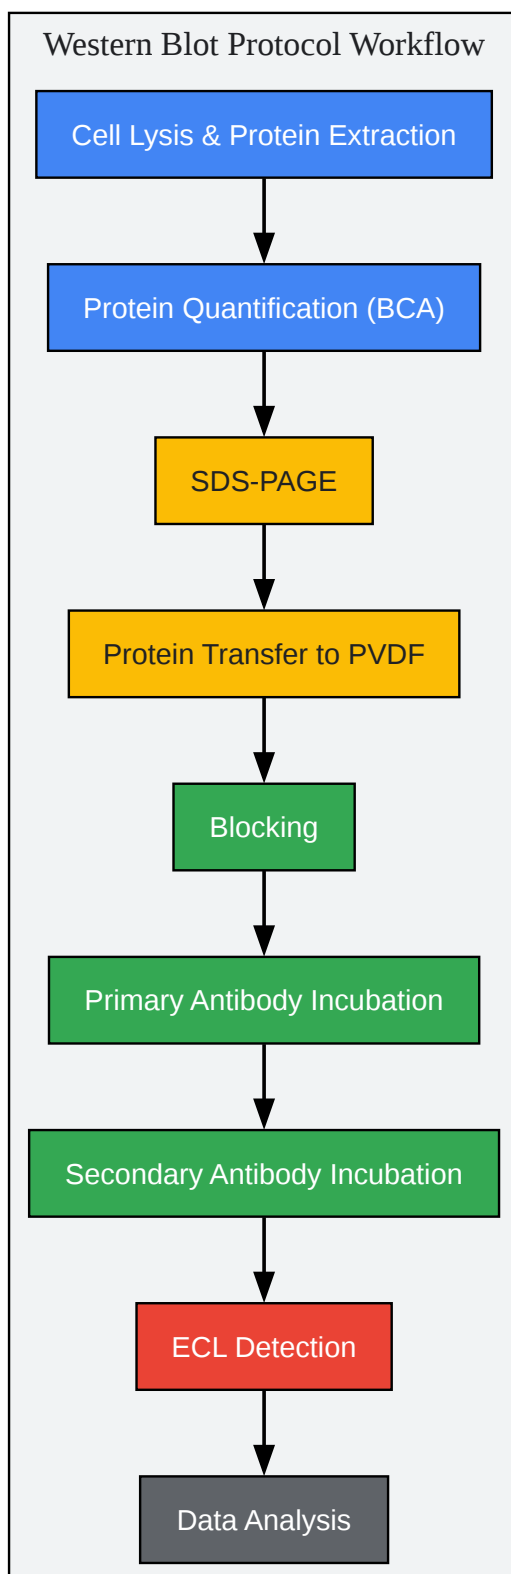 Western Blot Protocol Workflow
Cell Lysis & Protein Extraction
Protein Quantification (BCA)
SDS-PAGE
Protein Transfer to PVDF
Blocking
Primary Antibody Incubation
Secondary Antibody Incubation
ECL Detection
Data Analysis